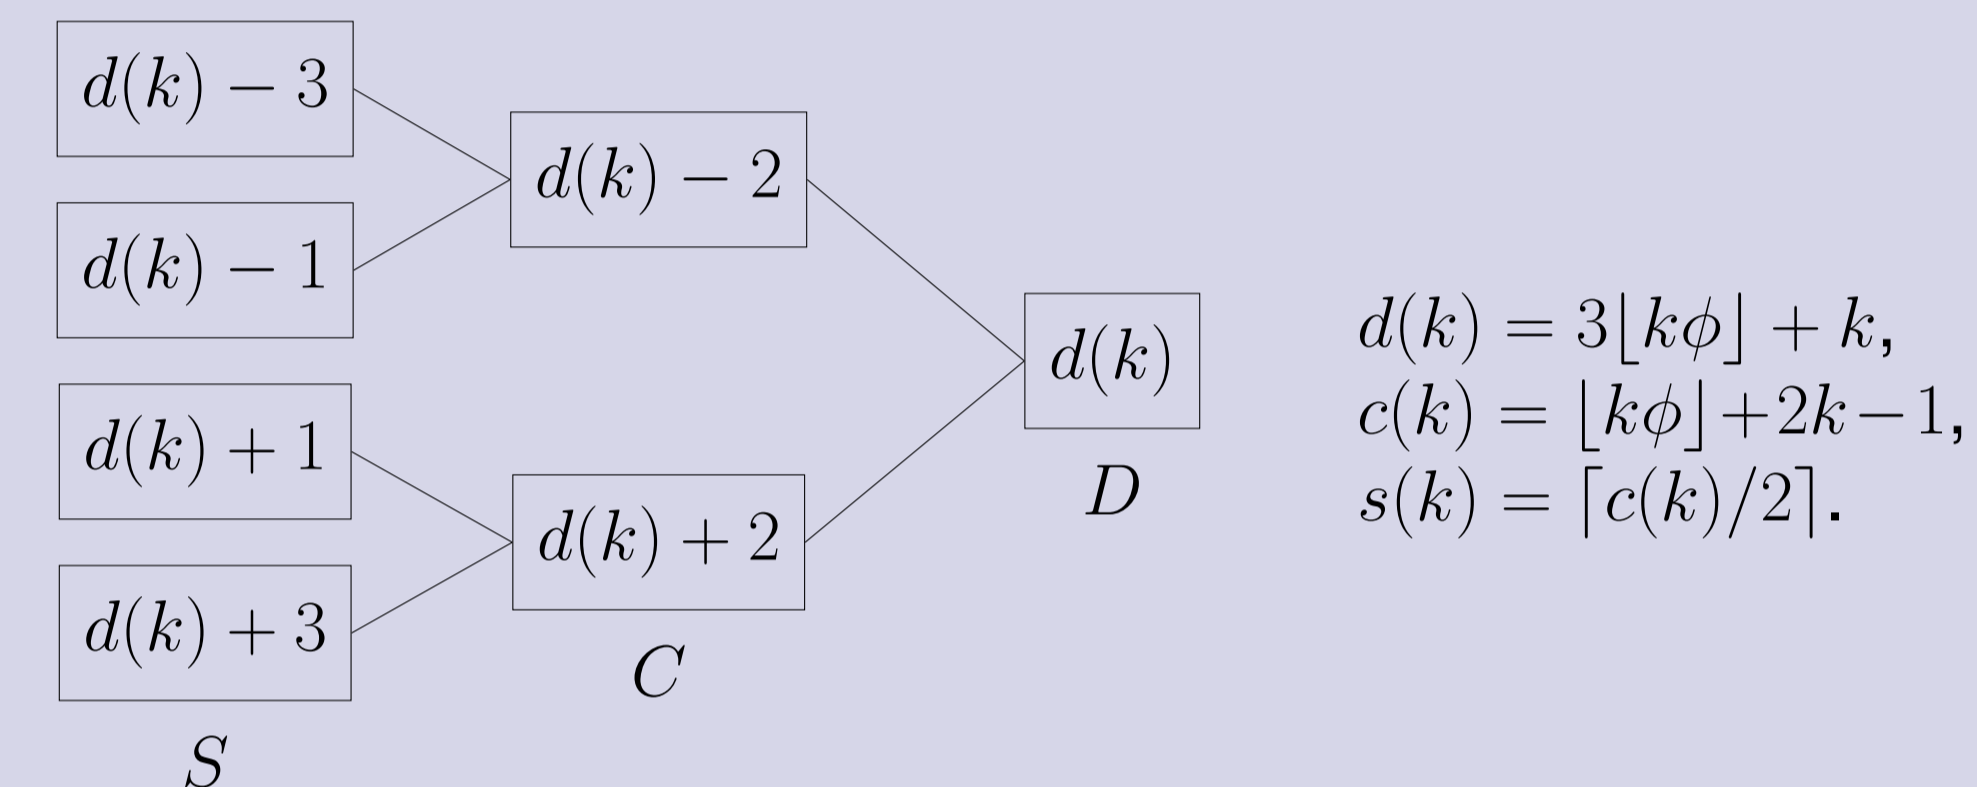 d(k) − 3
d(k) − 1
d(k) + 1
d(k) + 3
S
d(k) − 2
d(k) + 2
C
d(k)
D
d(k) = 3⌊kϕ⌋ + k,
c(k) = ⌊kϕ⌋+2k−1,
s(k) = ⌈c(k)/2⌉.